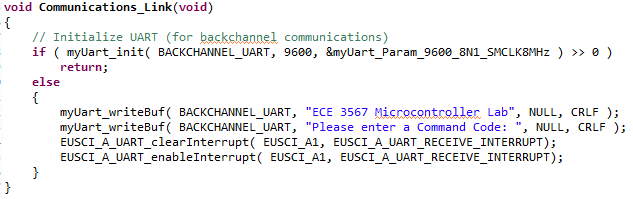 void Communications_Link(void)
{
    // Initialize UART (for backchannel communications)
    if ( myUart_init( BACKCHANNEL_UART, 9600, &myUart_Param_9600_8N1_SMCLK8MHz ) >> 0 )
        return;
    else
    {
        myUart_writeBuf( BACKCHANNEL_UART, "ECE 3567 Microcontroller Lab", NULL, CRLF );
        myUart_writeBuf( BACKCHANNEL_UART, "Please enter a Command Code: ", NULL, CRLF );
        EUSCI_A_UART_clearInterrupt( EUSCI_A1, EUSCI_A_UART_RECEIVE_INTERRUPT);
        EUSCI_A_UART_enableInterrupt( EUSCI_A1, EUSCI_A_UART_RECEIVE_INTERRUPT);
    }
}